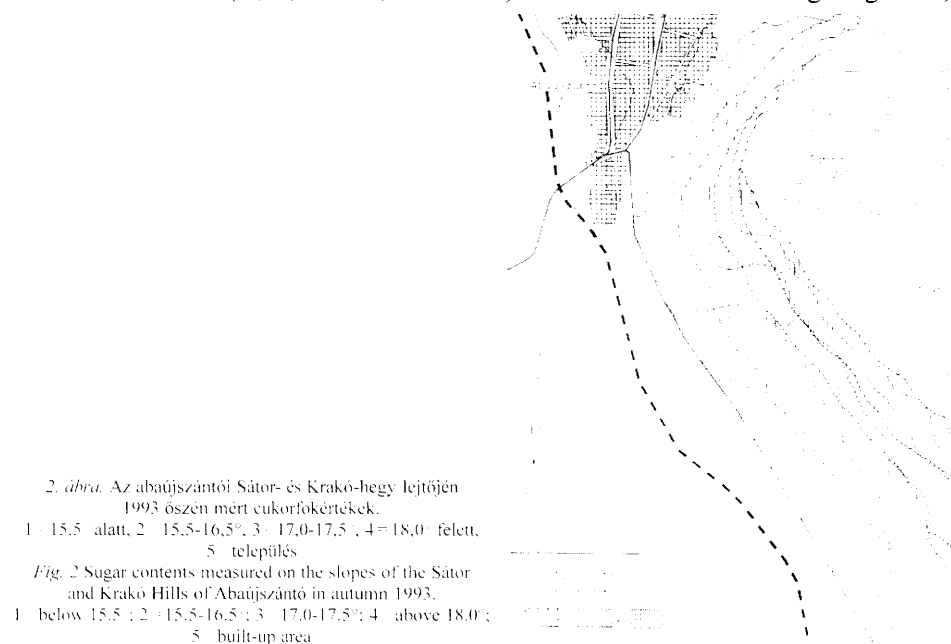 2. ábra. Az abaújszántói Sátor- és Krakó-hegy lejtőjén
1993 őszén mért cukorfokértékek.
1 15.5 alatt, 2 15.5-16,5°, 3 17,0-17,5°, 4 = 18,0 felett,
5 település
Fig. 2 Sugar contents measured on the slopes of the Sátor
and Krakó Hills of Abaújszántó in autumn 1993.
1 below 15.5 ; 2 15.5-16.5 ; 3 17.0-17.5°; 4 above 18.0°;
5 built-up area